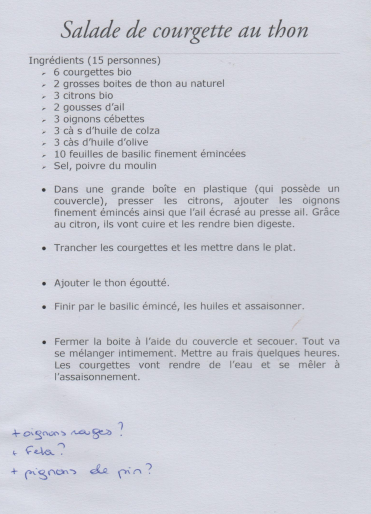 Salade de courgette au thon
Ingrédients (15 personnes)
➢ 6 courgettes bio
➢ 2 grosses boites de thon au naturel
➢ 3 citrons bio
➢ 2 gousses d'ail
➢ 3 oignons cébettes
➢ 3 cà s d'huile de colza
➢ 3 càs d'huile d'olive
➢ 10 feuilles de basilic finement émincées
➢ Sel, poivre du moulin
• Dans une grande boîte en plastique (qui possède un
couvercle), presser les citrons, ajouter les oignons
finement émincés ainsi que l'ail écrasé au presse ail. Grâce
au citron, ils vont cuire et les rendre bien digeste.
• Trancher les courgettes et les mettre dans le plat.
• Ajouter le thon égoutté.
• Finir par le basilic émincé, les huiles et assaisonner.
• Fermer la boite à l'aide du couvercle et secouer. Tout va
se mélanger intimement. Mettre au frais quelques heures.
Les courgettes vont rendre de l'eau et se mêler à
l'assaisonnement.
+ oignons rouges?
+ Feta?
+ pignons de pin?